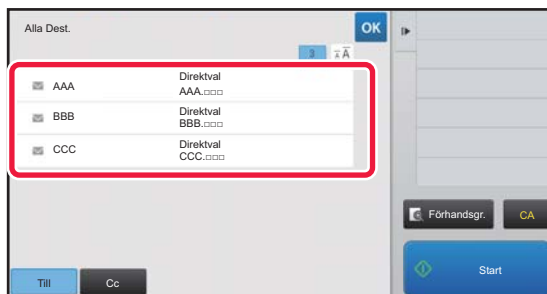 Alla Dest.
OK
3
AAA Direktval
AAA.□□□
BBB Direktval
BBB.□□□
CCC Direktval
CCC.□□□
Förhandsgr.
CA
Start
Till
Cc